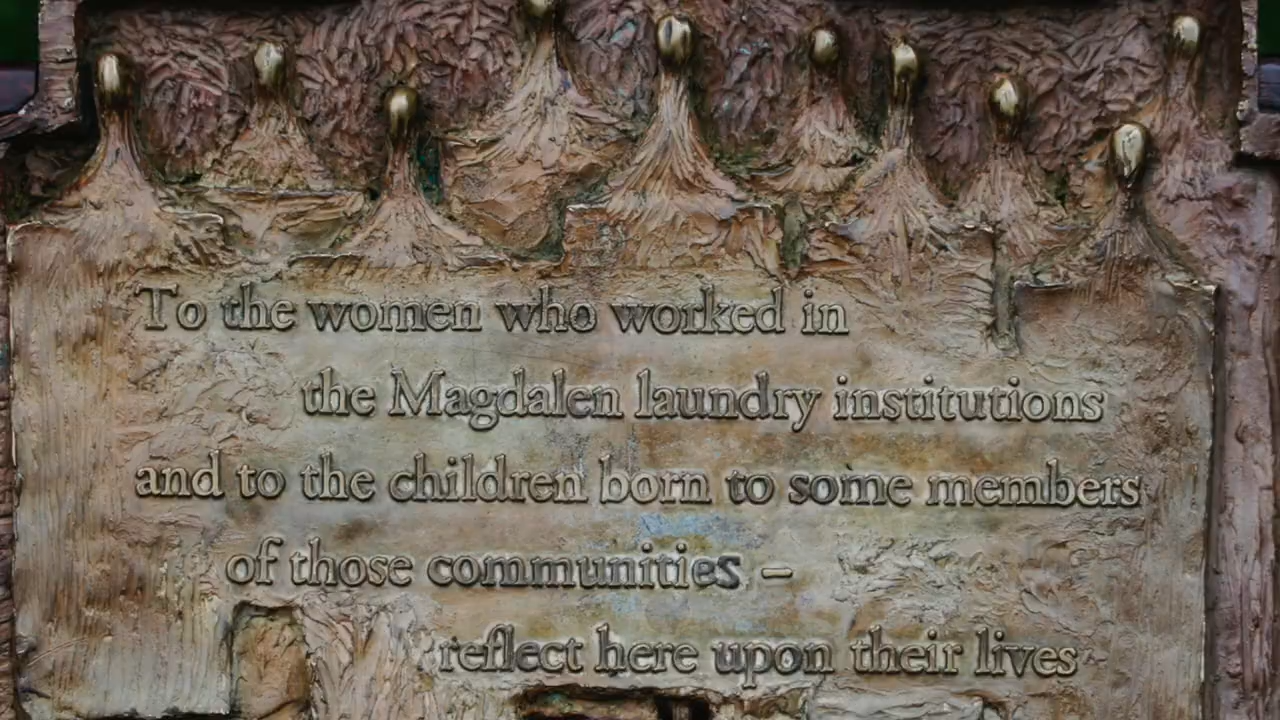 To the women who worked in
the Magdalen laundry institutions
and to the children born to some members
of those communities –
reflect here upon their lives